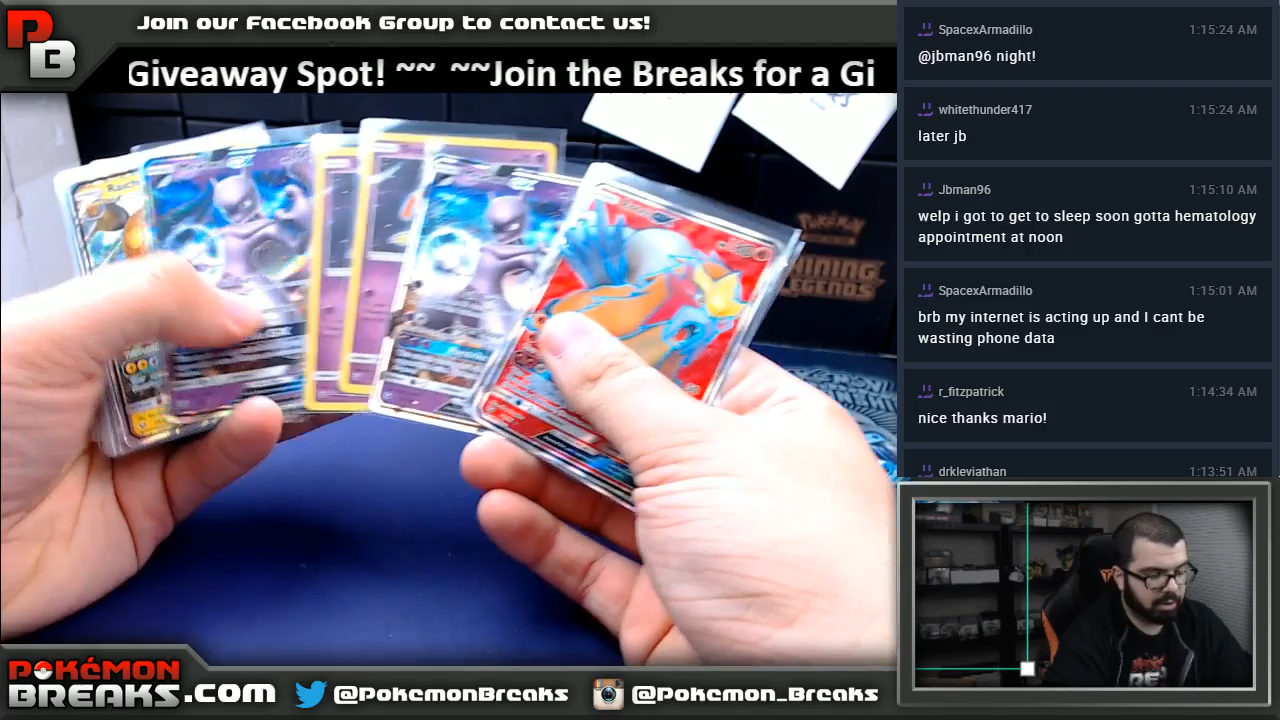 Join our Facebook Group to contact us!
PB
Giveaway Spot! ~~ ~~Join the Breaks for a Gi
SpacexArmadillo 1:15:24 AM
@jbman96 night!
whitethunder417 1:15:24 AM
later jb
Jbman96 1:15:10 AM
welp i got to get to sleep soon gotta hematology
appointment at noon
SpacexArmadillo 1:15:01 AM
brb my internet is acting up and I cant be
wasting phone data
r_fitzpatrick 1:14:34 AM
nice thanks mario!
drkleviathan 1:13:51 AM
Raich
POKÉMON
SHINING
LEGENDS
POKéMON
BREAKS.com
@PokemonBreaks
@Pokemon_Breaks